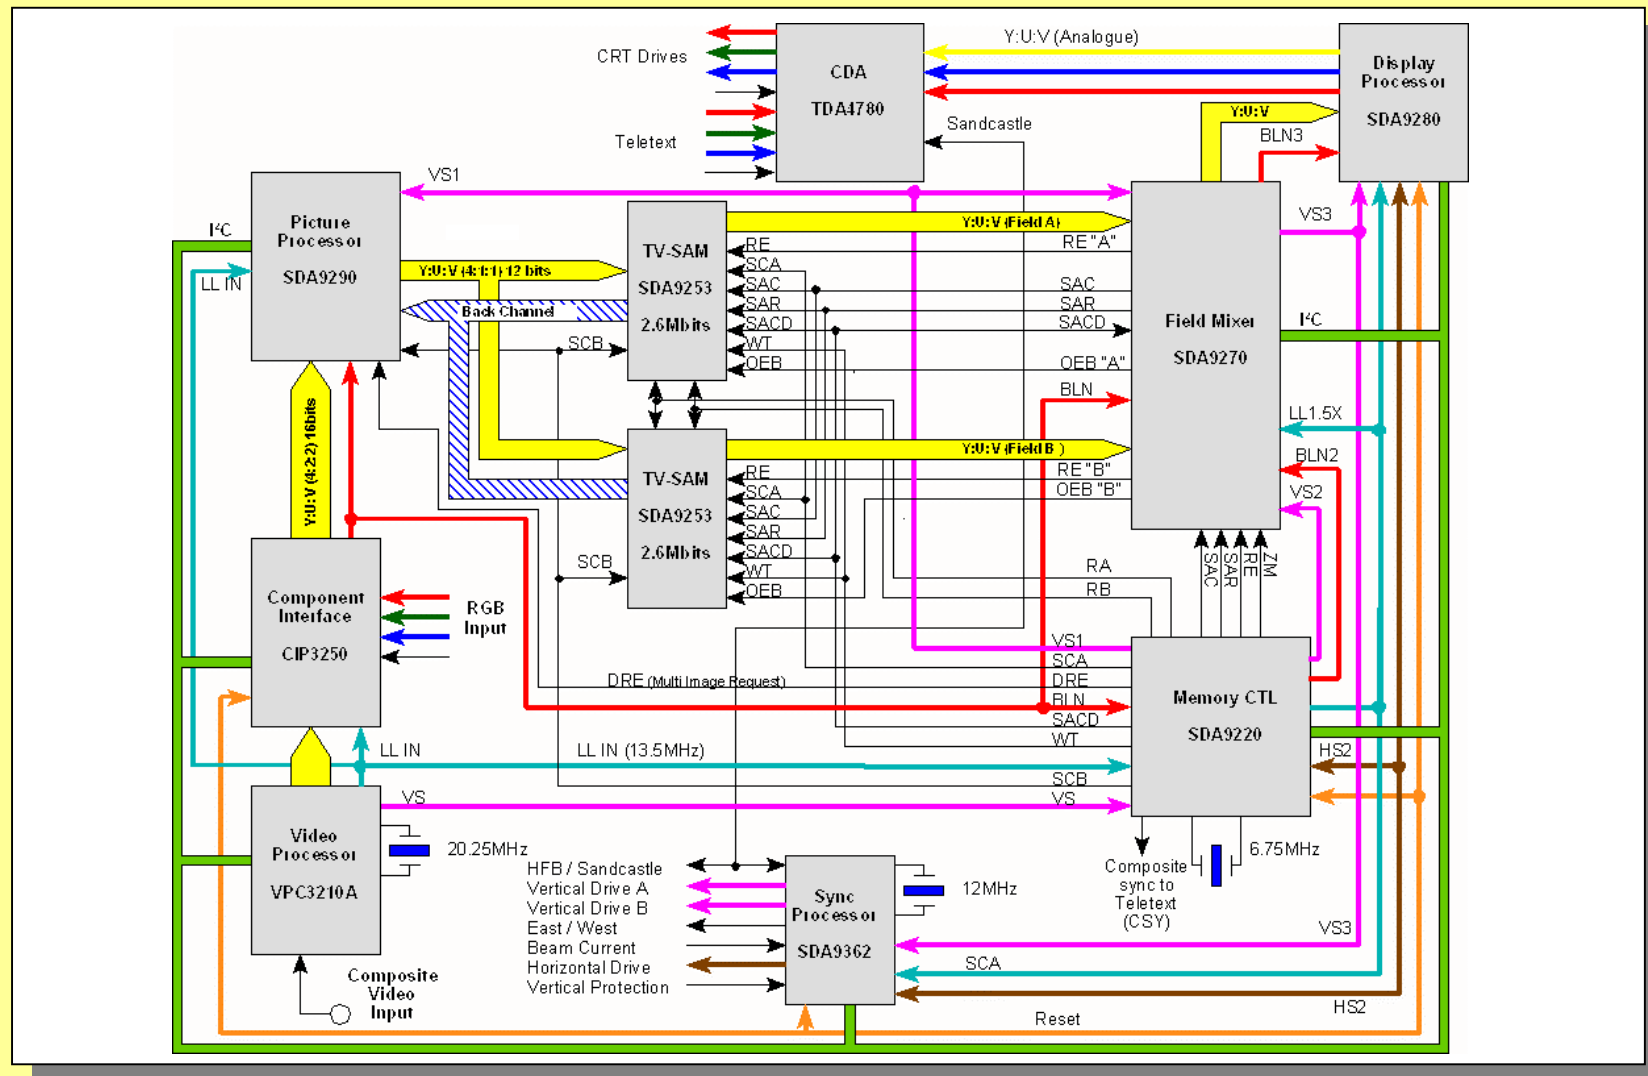 Y:U:V (Analogue)
CRT Drives
CDA
TDA4780
Display
Processor
SDA9280
Y:U:V
BLN3
Sandcastle
Teletext
VS1
VS3
I²C
Picture
Processor
SDA9290
LL IN
Y:U:V (4:1:1) 12 bits
Back Channel
SCB
TV-SAM
SDA9253
2.6Mbits
Y:U:V (Field A)
RE
SCA
SAC
SAR
SACD
WT
OEB
RE "A"
SAC
SAR
SACD
OEB "A"
BLN
Field Mixer
SDA9270
I²C
LL1.5X
BLN2
VS2
Y:U:V (4:2:2) 16bits
TV-SAM
SDA9253
2.6Mbits
SCB
Y:U:V (Field B )
RE
SCA
SAC
SAR
SACD
WT
OEB
RE "B"
OEB "B"
RA
RB
SAC
SAR
RE
ZM
Component
Interface
CIP3250
RGB
Input
DRE (Multi Image Request)
VS1
SCA
DRE
BLN
SACD
WT
SCB
VS
Memory CTL
SDA9220
HS2
LL IN
LL IN (13.5MHz)
VS
Video
Processor
VPC3210A
20.25MHz
Composite
Video
Input
HFB / Sandcastle
Vertical Drive A
Vertical Drive B
East / West
Beam Current
Horizontal Drive
Vertical Protection
Sync
Processor
SDA9362
12MHz
Composite
sync to
Teletext
(CSY)
6.75MHz
VS3
SCA
HS2
Reset